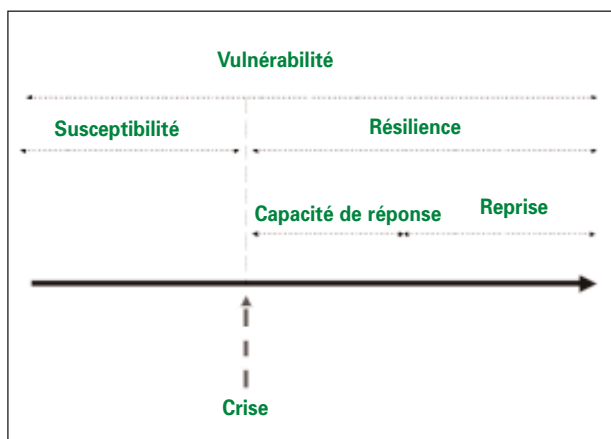 Vulnérabilité
Susceptibilité
Résilience
Capacité de réponse
Reprise
Crise